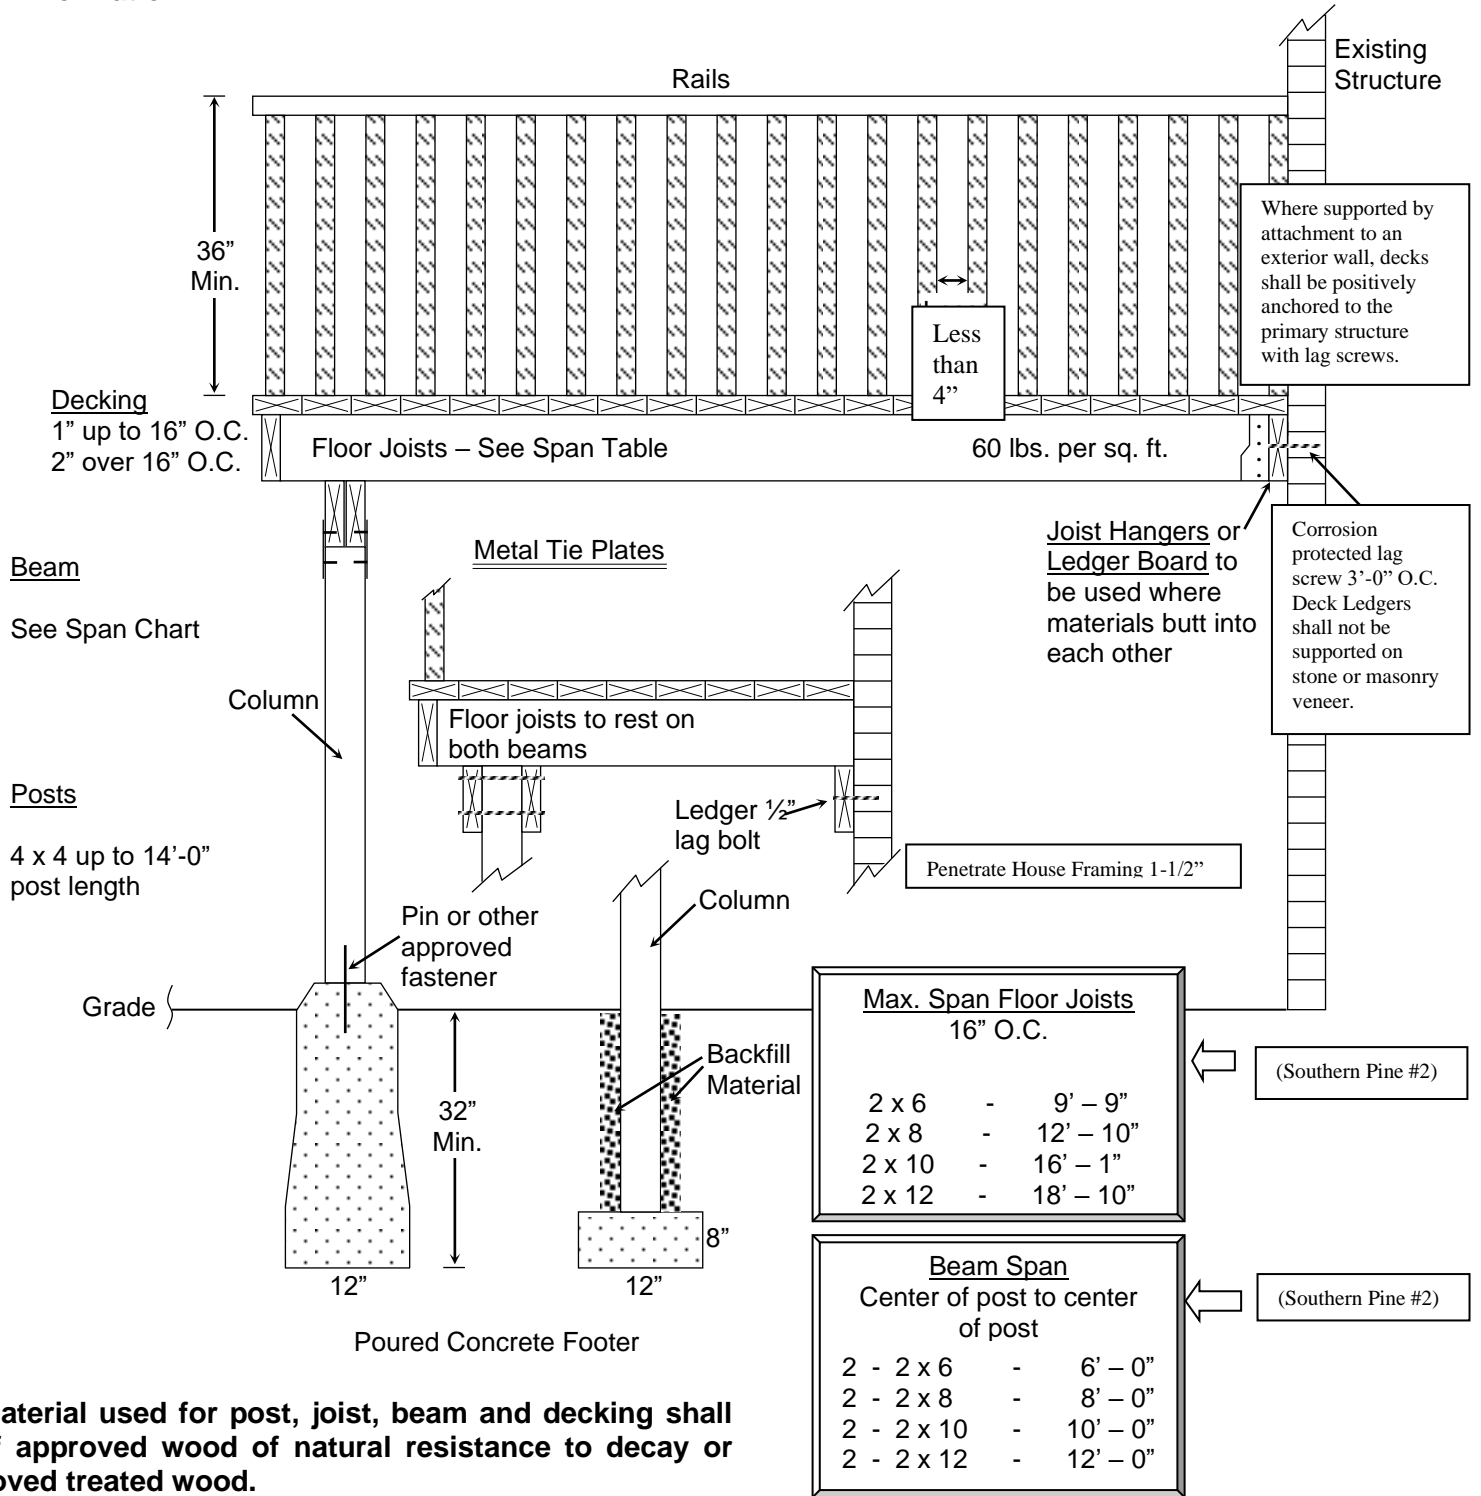 Rails
Existing
Structure
36”
Min.
Where supported by
attachment to an
exterior wall, decks
shall be positively
anchored to the
primary structure
with lag screws.
Less
than
4”
Decking
1” up to 16” O.C.
2” over 16” O.C.
Floor Joists – See Span Table 60 lbs. per sq. ft.
Beam
See Span Chart
Metal Tie Plates
Joist Hangers or
Ledger Board to
be used where
materials butt into
each other
Corrosion
protected lag
screw 3’-0” O.C.
Deck Ledgers
shall not be
supported on
stone or masonry
veneer.
Column
Floor joists to rest on
both beams
Posts
4 x 4 up to 14’-0”
post length
Ledger ½”
lag bolt
Penetrate House Framing 1-1/2”
Pin or other
approved
fastener
Column
Grade
32”
Min.
Backfill
Material
8”
12”
12”
Poured Concrete Footer
Max. Span Floor Joists
16” O.C.
2 x 6 - 9’ – 9”
2 x 8 - 12’ – 10”
2 x 10 - 16’ – 1”
2 x 12 - 18’ – 10”
(Southern Pine #2)
Beam Span
Center of post to center
of post
2 - 2 x 6 - 6’ – 0”
2 - 2 x 8 - 8’ – 0”
2 - 2 x 10 - 10’ – 0”
2 - 2 x 12 - 12’ – 0”
(Southern Pine #2)
aterial used for post, joist, beam and decking shall
approved wood of natural resistance to decay or
oved treated wood.